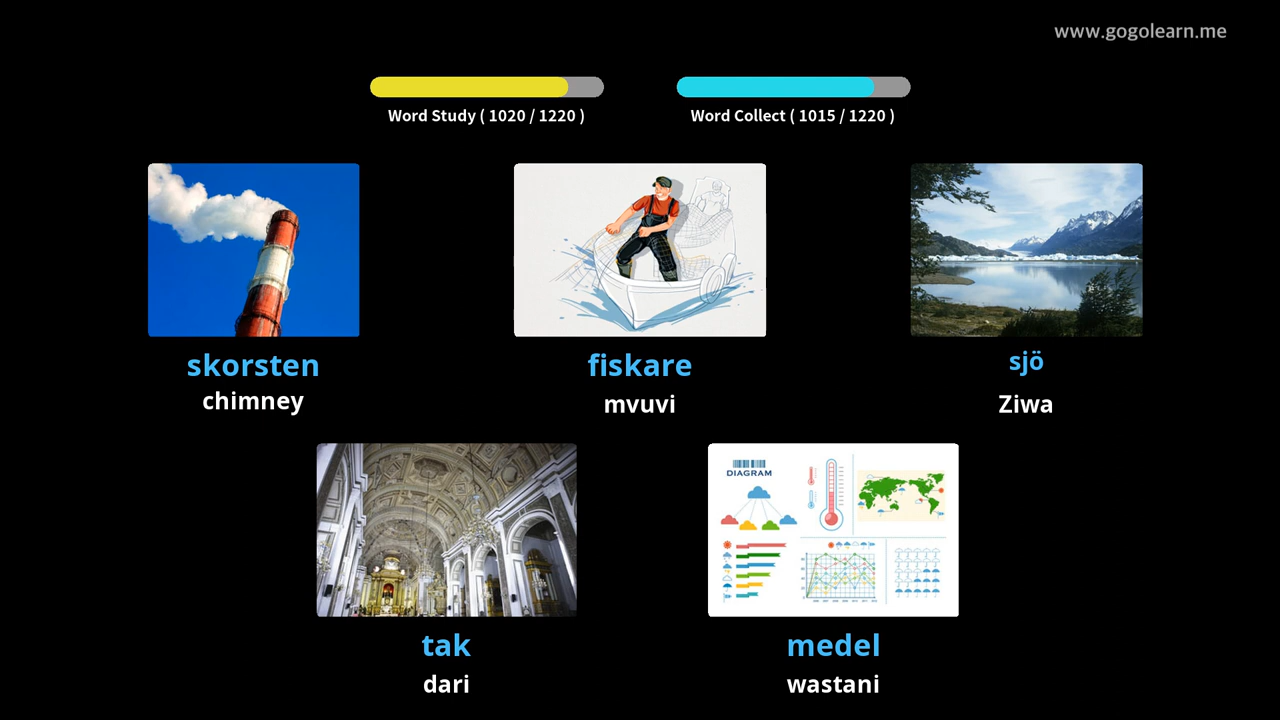 www.gogolearn.me
Word Study ( 1020 / 1220 )
Word Collect ( 1015 / 1220 )
skorsten
chimney
fiskare
mvuvi
sjö
Ziwa
DIAGRAM
tak
dari
medel
wastani